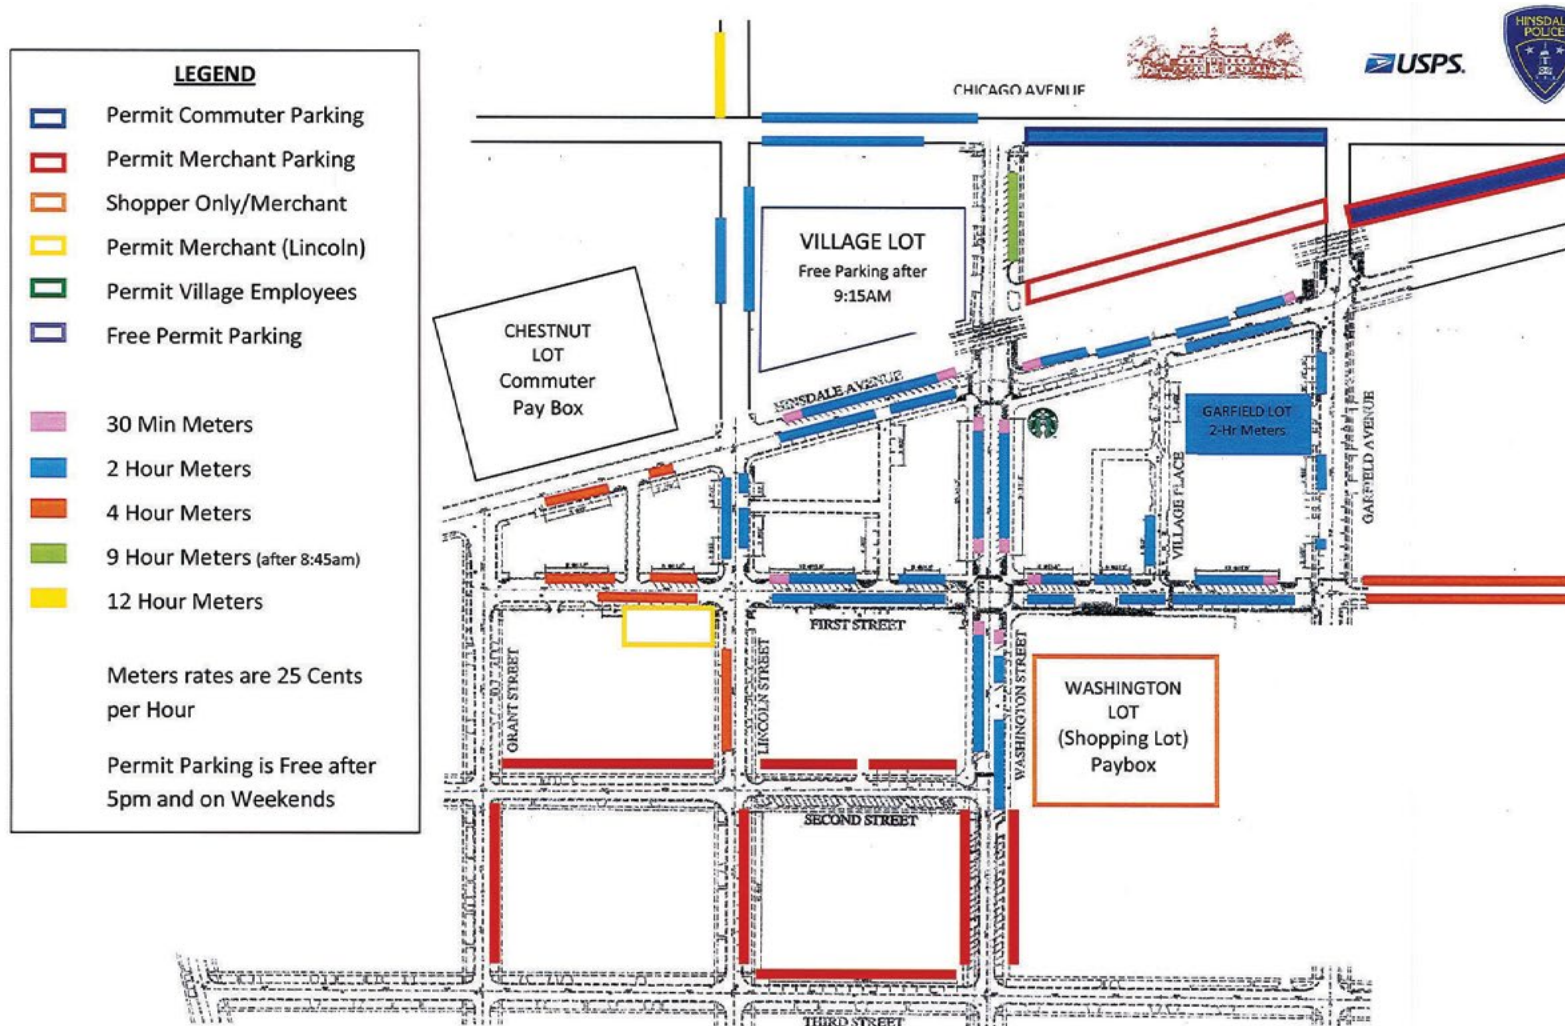 LEGEND
Permit Commuter Parking
Permit Merchant Parking
Shopper Only/Merchant
Permit Merchant (Lincoln)
Permit Village Employees
Free Permit Parking
30 Min Meters
2 Hour Meters
4 Hour Meters
9 Hour Meters (after 8:45am)
12 Hour Meters
Meters rates are 25 Cents
per Hour
Permit Parking is Free after
5pm and on Weekends
CHICAGO AVENUE
USPS.
HINSDALE
POLICE
VILLAGE LOT
Free Parking after
9:15AM
CHESTNUT
LOT
Commuter
Pay Box
HINSDALE AVENUE
GARFIELD LOT
2-Hr Meters
VILLAGE PLACE
GARFIELD AVENUE
FIRST STREET
GRANT STREET
LINCOLN STREET
WASHINGTON STREET
WASHINGTON
LOT
(Shopping Lot)
Paybox
SECOND STREET
THIRD STREET